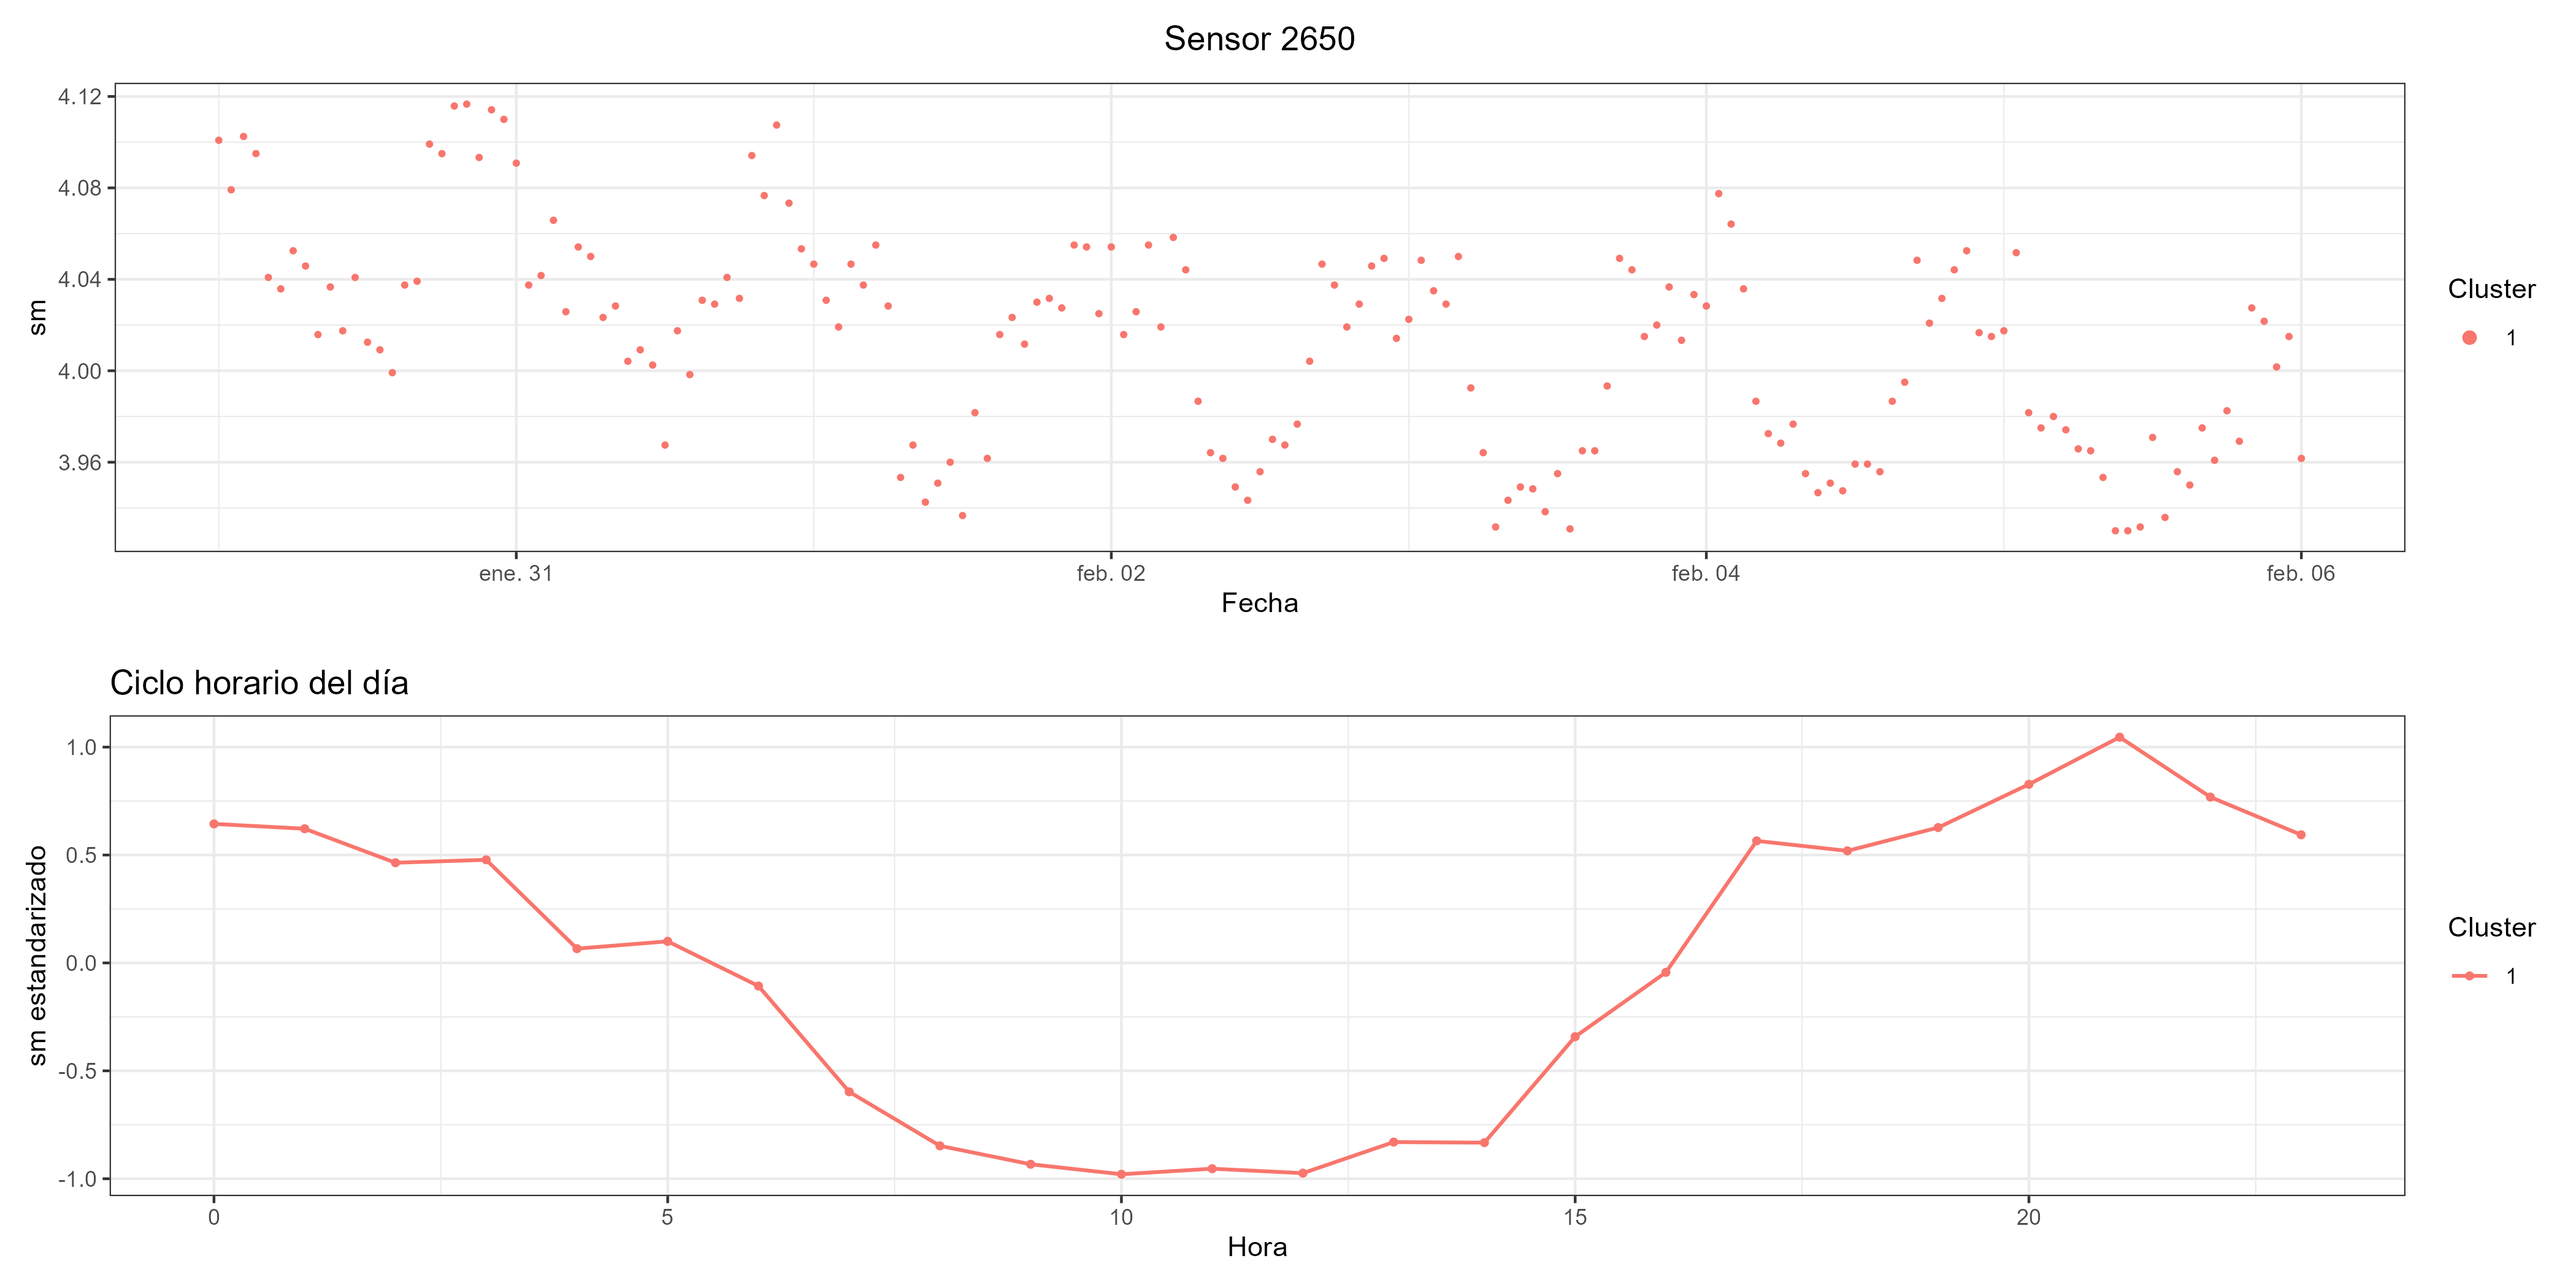 Sensor 2650
4.12
4.08
4.04
4.00
3.96
sm
ene. 31
feb. 02
feb. 04
feb. 06
Fecha
Cluster
1
Ciclo horario del día
1.0
0.5
0.0
-0.5
-1.0
sm estandarizado
0
5
10
15
20
Hora
Cluster
1